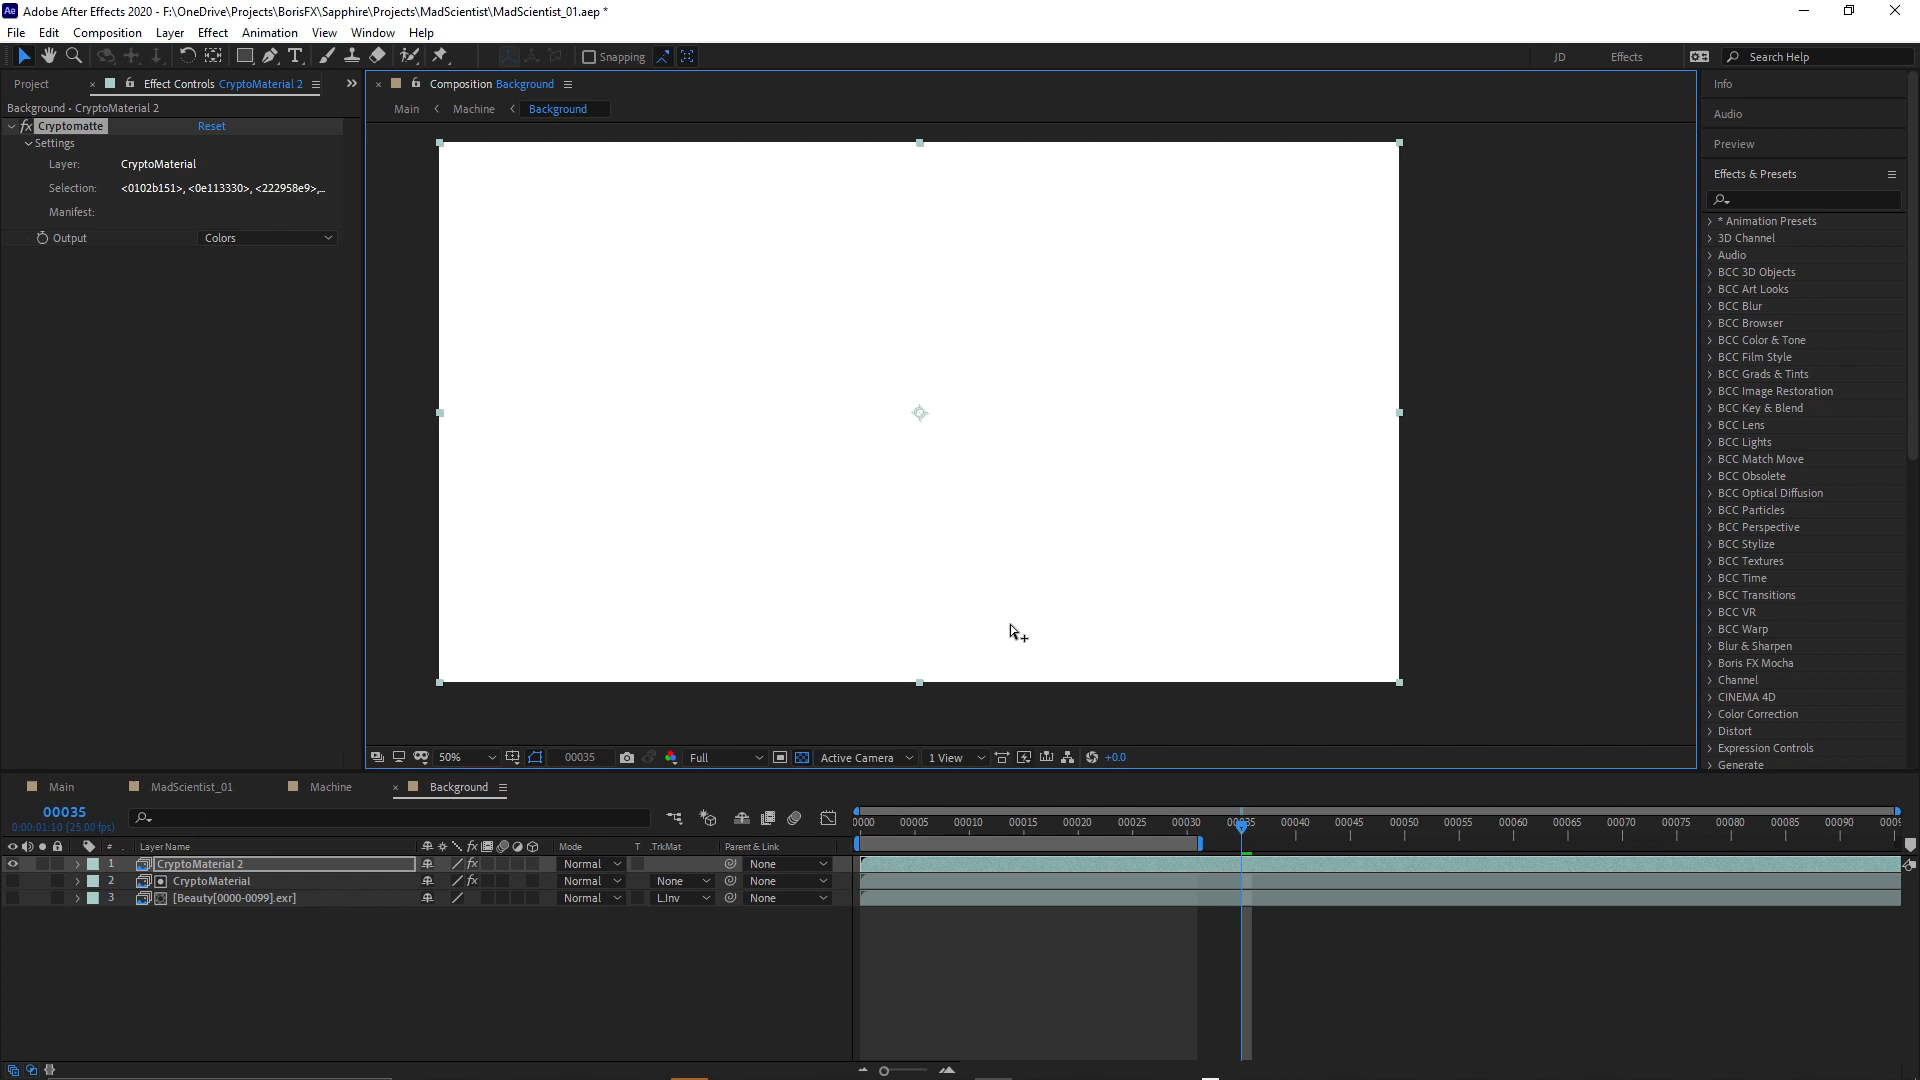 Ae Adobe After Effects 2020 - F:\OneDrive\Projects\BorisFX\Sapphire\Projects\MadScientist\MadScientist_01.aep *
File Edit Composition Layer Effect Animation View Window Help
Snapping JD Effects Search Help
Project Effect Controls CryptoMaterial 2
Composition Background
Info
Background • CryptoMaterial 2
Main Machine Background
Audio
fx Cryptomatte Reset
Settings
Preview
Layer: CryptoMaterial
Effects & Presets
Selection: <0102b151>, <0e113330>, <222958e9>,...
Manifest:
Output Colors
* Animation Presets
3D Channel
Audio
BCC 3D Objects
BCC Art Looks
BCC Blur
BCC Browser
BCC Color & Tone
BCC Film Style
BCC Grads & Tints
BCC Image Restoration
BCC Key & Blend
BCC Lens
BCC Lights
BCC Match Move
BCC Obsolete
BCC Optical Diffusion
BCC Particles
BCC Perspective
BCC Stylize
BCC Textures
BCC Time
BCC Transitions
BCC VR
BCC Warp
Blur & Sharpen
Boris FX Mocha
Channel
CINEMA 4D
Color Correction
Distort
Expression Controls
Generate
50% 00035 Full Active Camera 1 View +0.0
Main MadScientist_01 Machine Background
00035
0:00:01:10 (25.00 fps)
0000 00005 00010 00015 00020 00025 00030 00035 00040 00045 00050 00055 00060 00065 00070 00075 00080 00085 00090
# Layer Name fx Mode T .TrkMat Parent & Link
1 CryptoMaterial 2 fx Normal None
2 CryptoMaterial fx Normal None None
3 [Beauty[0000-0099].exr] Normal L.Inv None